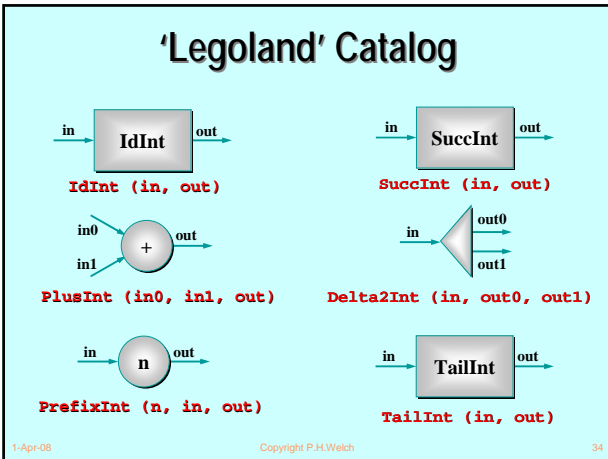 'Legoland' Catalog
in IdInt out
IdInt (in, out)
in SuccInt out
SuccInt (in, out)
in0
in1
+ out
PlusInt (in0, in1, out)
in
out0
out1
Delta2Int (in, out0, out1)
in n out
PrefixInt (n, in, out)
in TailInt out
TailInt (in, out)
1-Apr-08 Copyright P.H.Welch 34